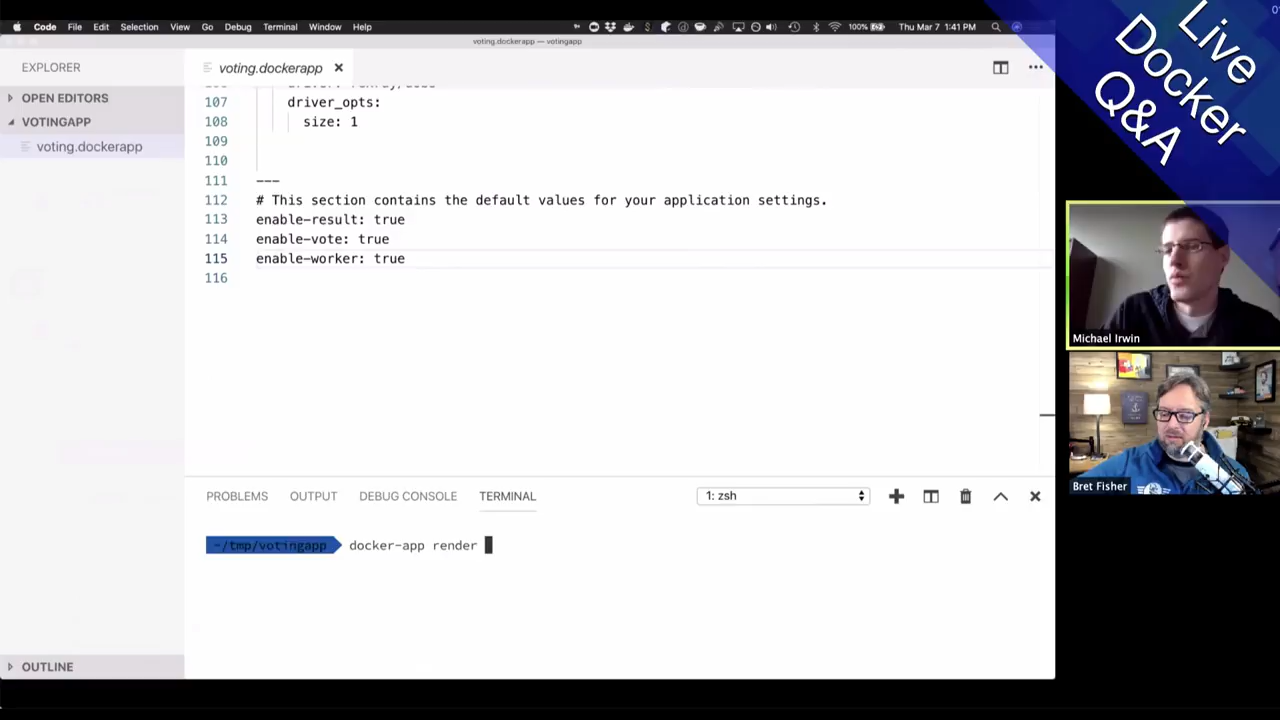 Code File Edit Selection View Go Debug Terminal Window Help 100% Thu Mar 7 1:41 PM
voting.dockerapp — votingapp
EXPLORER
OPEN EDITORS
VOTINGAPP
voting.dockerapp
OUTLINE
voting.dockerapp
107 driver_opts:
108 size: 1
109
110
111 ---
112 # This section contains the default values for your application settings.
113 enable-result: true
114 enable-vote: true
115 enable-worker: true
116
PROBLEMS OUTPUT DEBUG CONSOLE TERMINAL 1: zsh
~/tmp/votingapp docker-app render
Live
Docker
Q&A
Michael Irwin
Bret Fisher